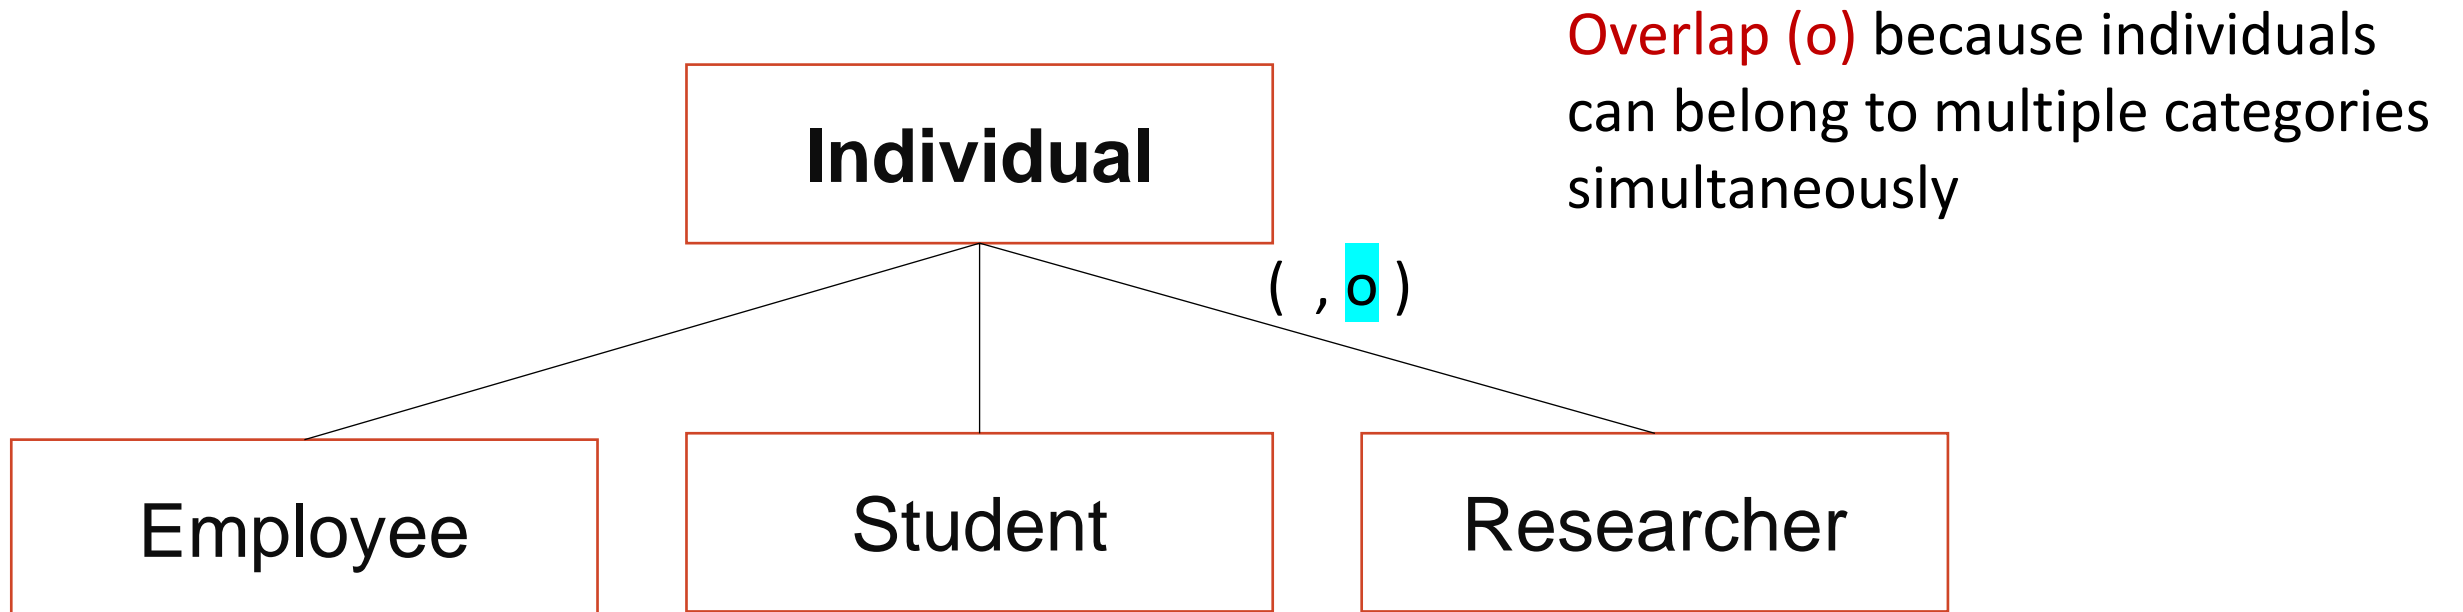 Overlap (o) because individuals
can belong to multiple categories
simultaneously
Individual
( , o )
Employee
Student
Researcher